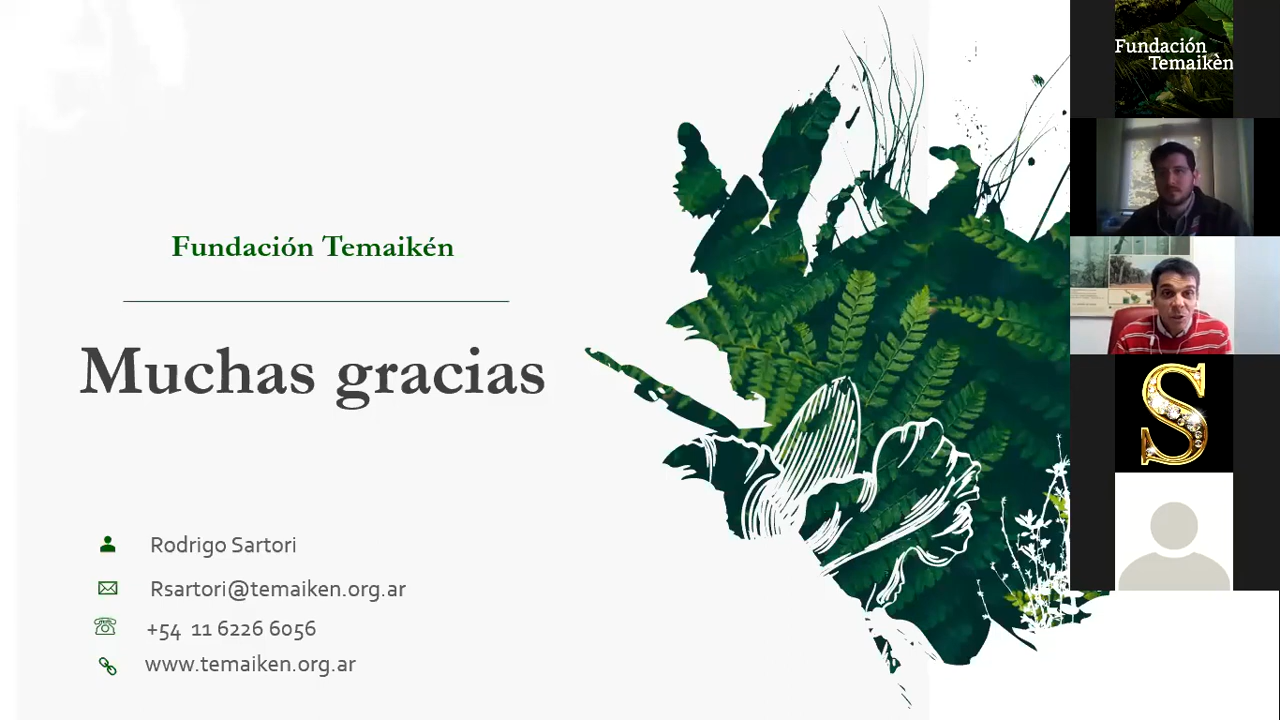 Fundación Temaikén
Muchas gracias
Rodrigo Sartori
Rsartori@temaiken.org.ar
+54 11 6226 6056
www.temaiken.org.ar
Fundación
Temaikèn
S